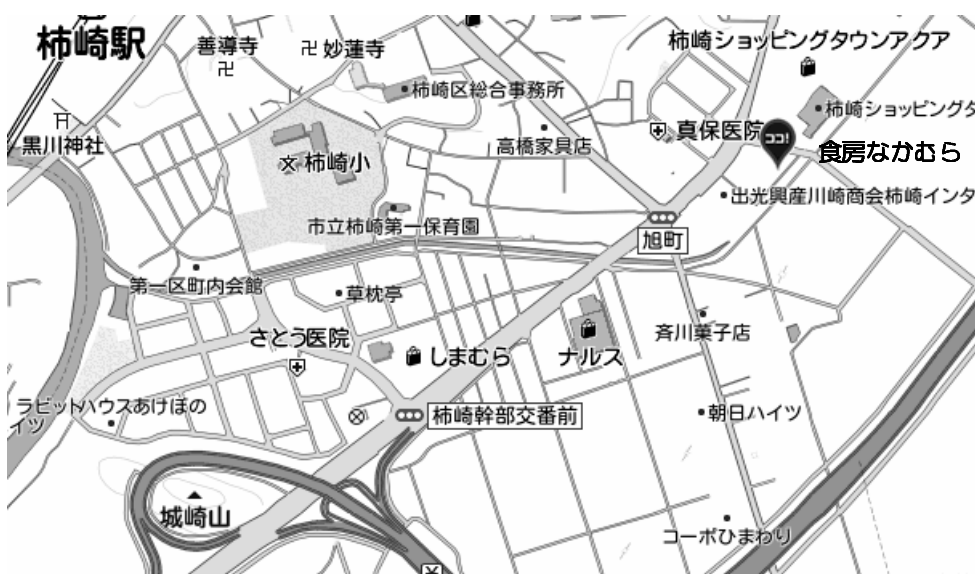 柿崎駅
善導寺
妙蓮寺
柿崎ショッピングタウンアクア
柿崎区総合事務所
柿崎ショッピングタ
黒川神社
文
柿崎小
高橋家具店
真保医院
ココ!
食房なかむら
出光興産川崎商会柿崎インタ
市立柿崎第一保育園
旭町
第一区町内会館
草枕亭
さとう医院
しまむら
ナルス
斉川菓子店
ラビットハウスあけぼの
イツ
柿崎幹部交番前
朝日ハイツ
城崎山
コーポひまわり